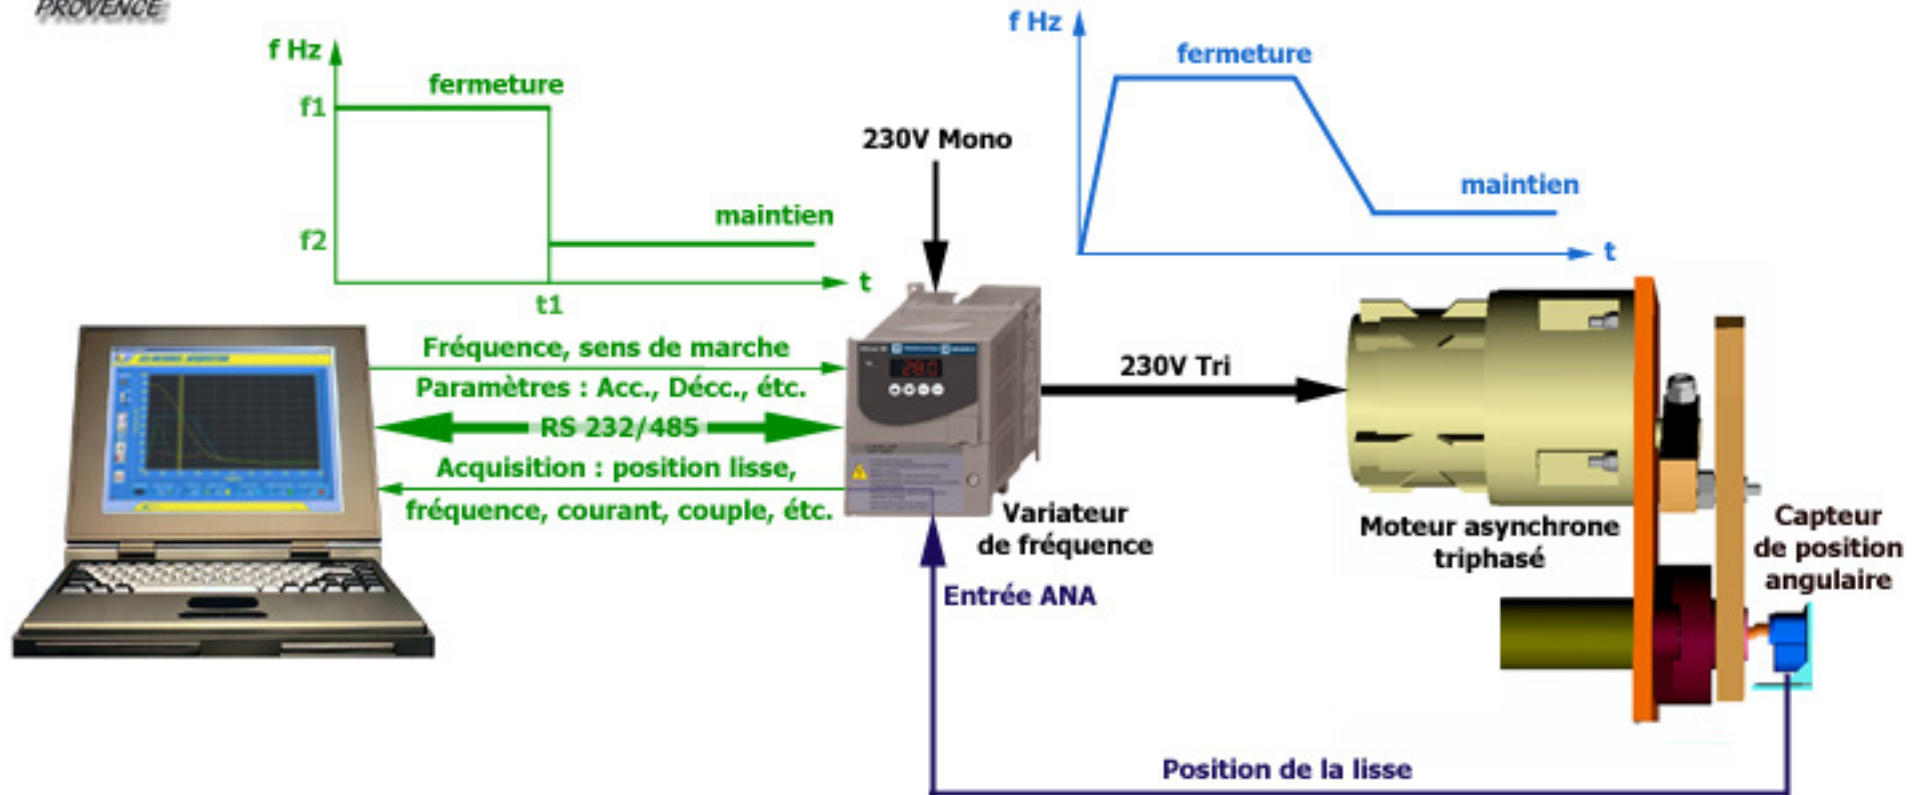 PROVENCE
f Hz
fermeture
f1
maintien
f2
t
t1
f Hz
fermeture
maintien
t
230V Mono
Fréquence, sens de marche
Paramètres : Acc., Décc., étc.
RS 232/485
Acquisition : position lisse,
fréquence, courant, couple, étc.
28.0
230V Tri
Variateur
de fréquence
Entrée ANA
Moteur asynchrone
triphasé
Capteur
de position
angulaire
Position de la lisse